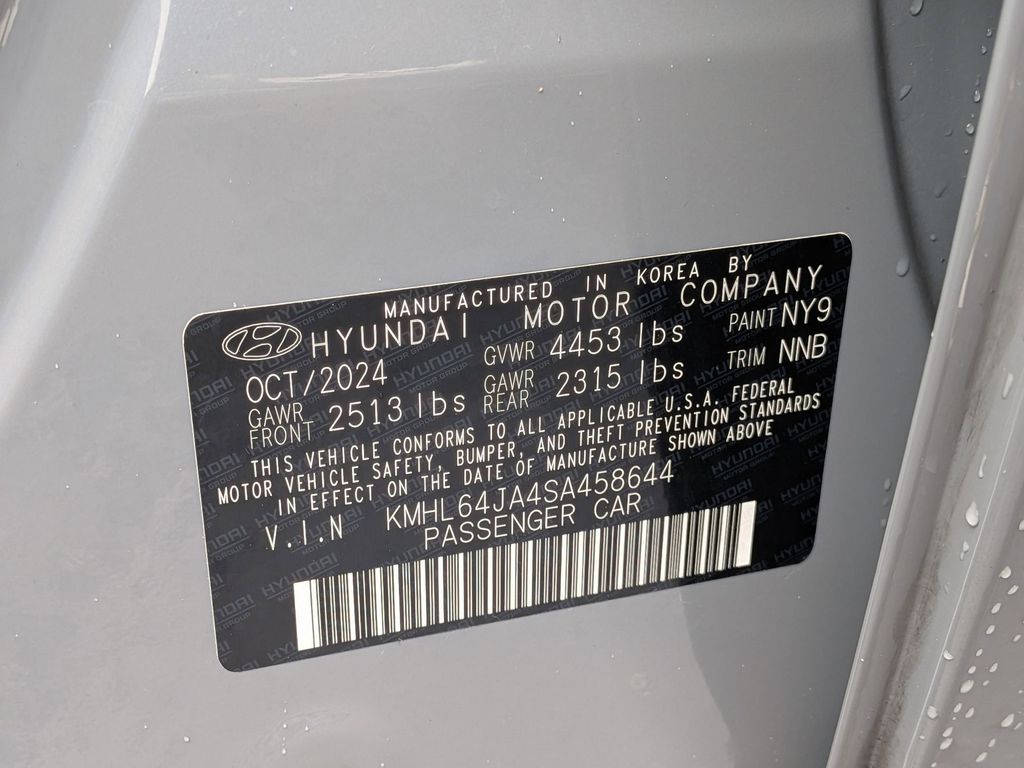 MANUFACTURED IN KOREA BY
HYUNDAI MOTOR COMPANY
OCT/2024 GVWR 4453 lbs PAINT NY9
GAWR FRONT 2513 lbs GAWR REAR 2315 lbs TRIM NNB
THIS VEHICLE CONFORMS TO ALL APPLICABLE U.S.A. FEDERAL
MOTOR VEHICLE SAFETY, BUMPER, AND THEFT PREVENTION STANDARDS
IN EFFECT ON THE DATE OF MANUFACTURE SHOWN ABOVE
V.I.N KMHL64JA4SA458644
PASSENGER CAR